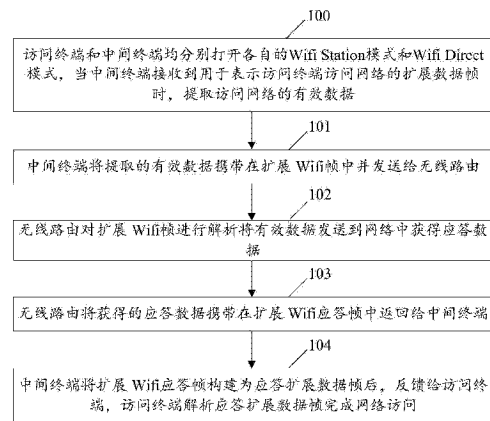 100
访问终端和中间终端均分别打开各自的Wifi Station模式和Wifi Direct
模式，当中间终端接收到用于表示访问终端访问网络的扩展数据帧
时，提取访问网络的有效数据
101
中间终端将提取的有效数据携带在扩展Wifi帧中并发送给无线路由
102
无线路由对扩展Wifi帧进行解析将有效数据发送到网络中获得应答数
据
103
无线路由将获得的应答数据携带在扩展Wifi应答帧中返回给中间终端
104
中间终端将扩展Wifi应答帧构建为应答扩展数据帧后，反馈给访问终
端，访问终端解析应答扩展数据帧完成网络访问